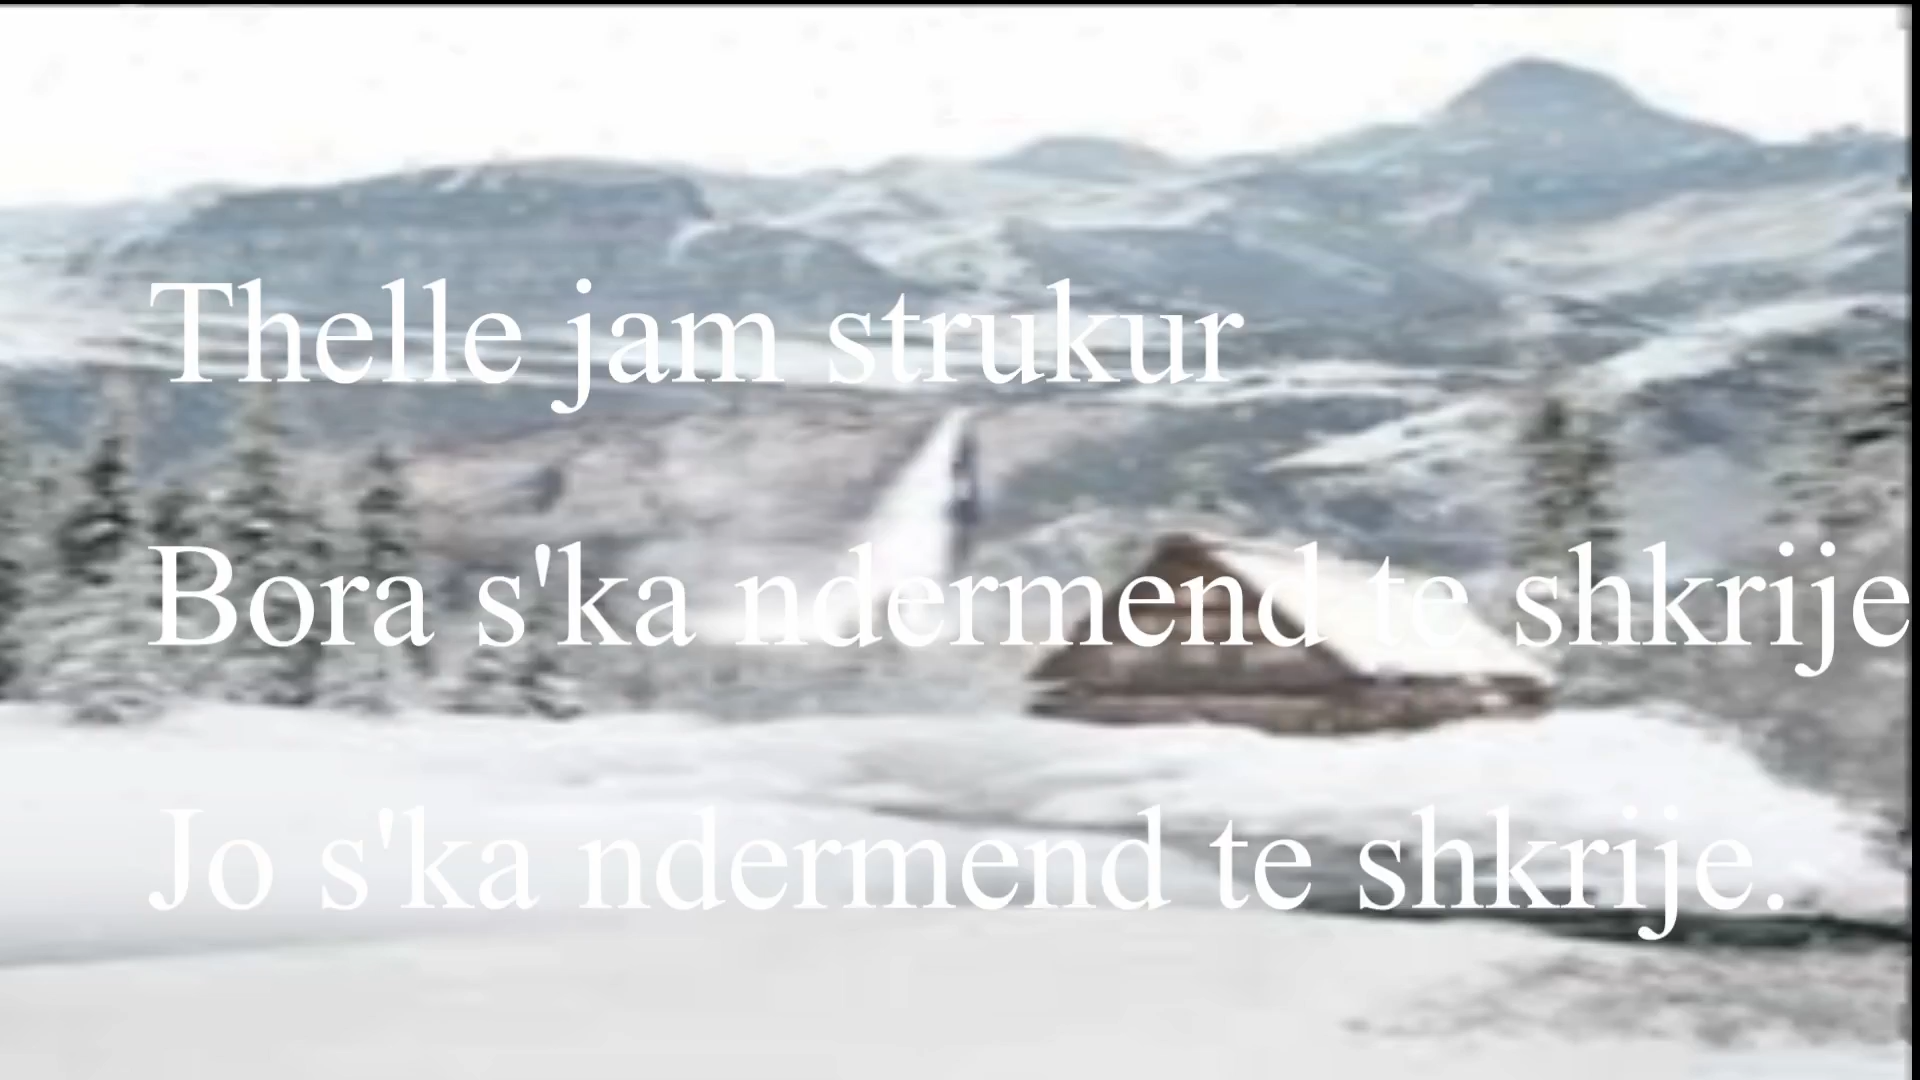 Thelle jam strukur
Bora s'ka ndermend te shkrije
Jo s'ka ndermend te shkrije.